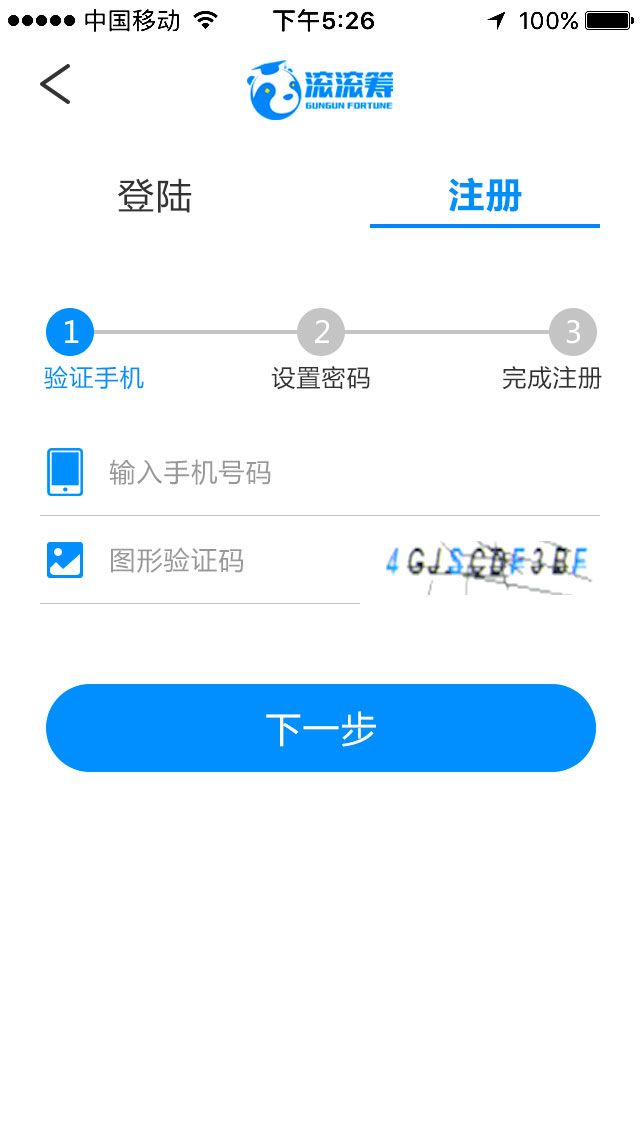 中国移动 下午5:26 100%
滚滚筹
GUNGUN FORTUNE
登陆 注册
1 2 3
验证手机 设置密码 完成注册
输入手机号码
图形验证码 4GJSCDF3BF
下一步